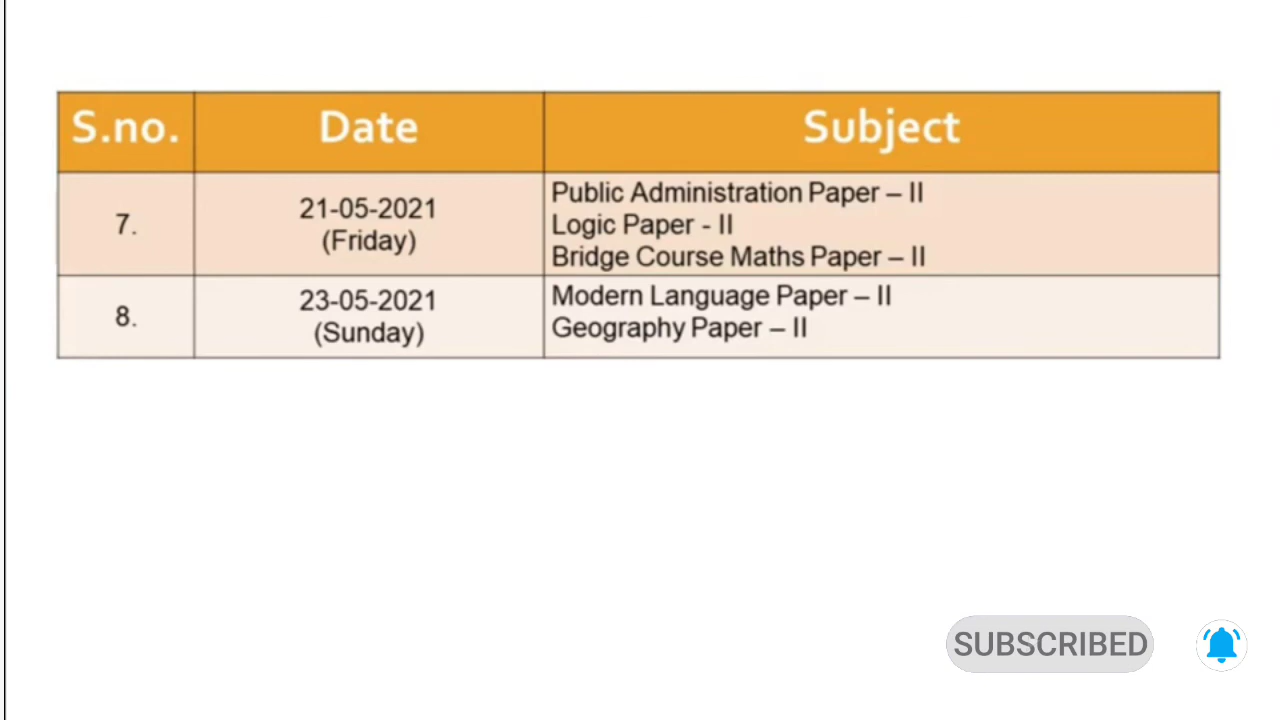 S.no. Date Subject
7. 21-05-2021 (Friday) Public Administration Paper – II
Logic Paper - II
Bridge Course Maths Paper – II
8. 23-05-2021 (Sunday) Modern Language Paper – II
Geography Paper – II
SUBSCRIBED